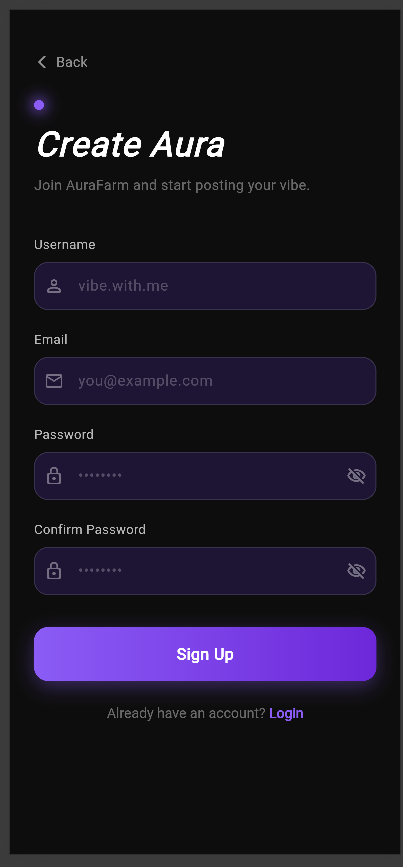 Back
Create Aura
Join AuraFarm and start posting your vibe.
Username
vibe.with.me
Email
you@example.com
Password
••••••••
Confirm Password
••••••••
Sign Up
Already have an account? Login